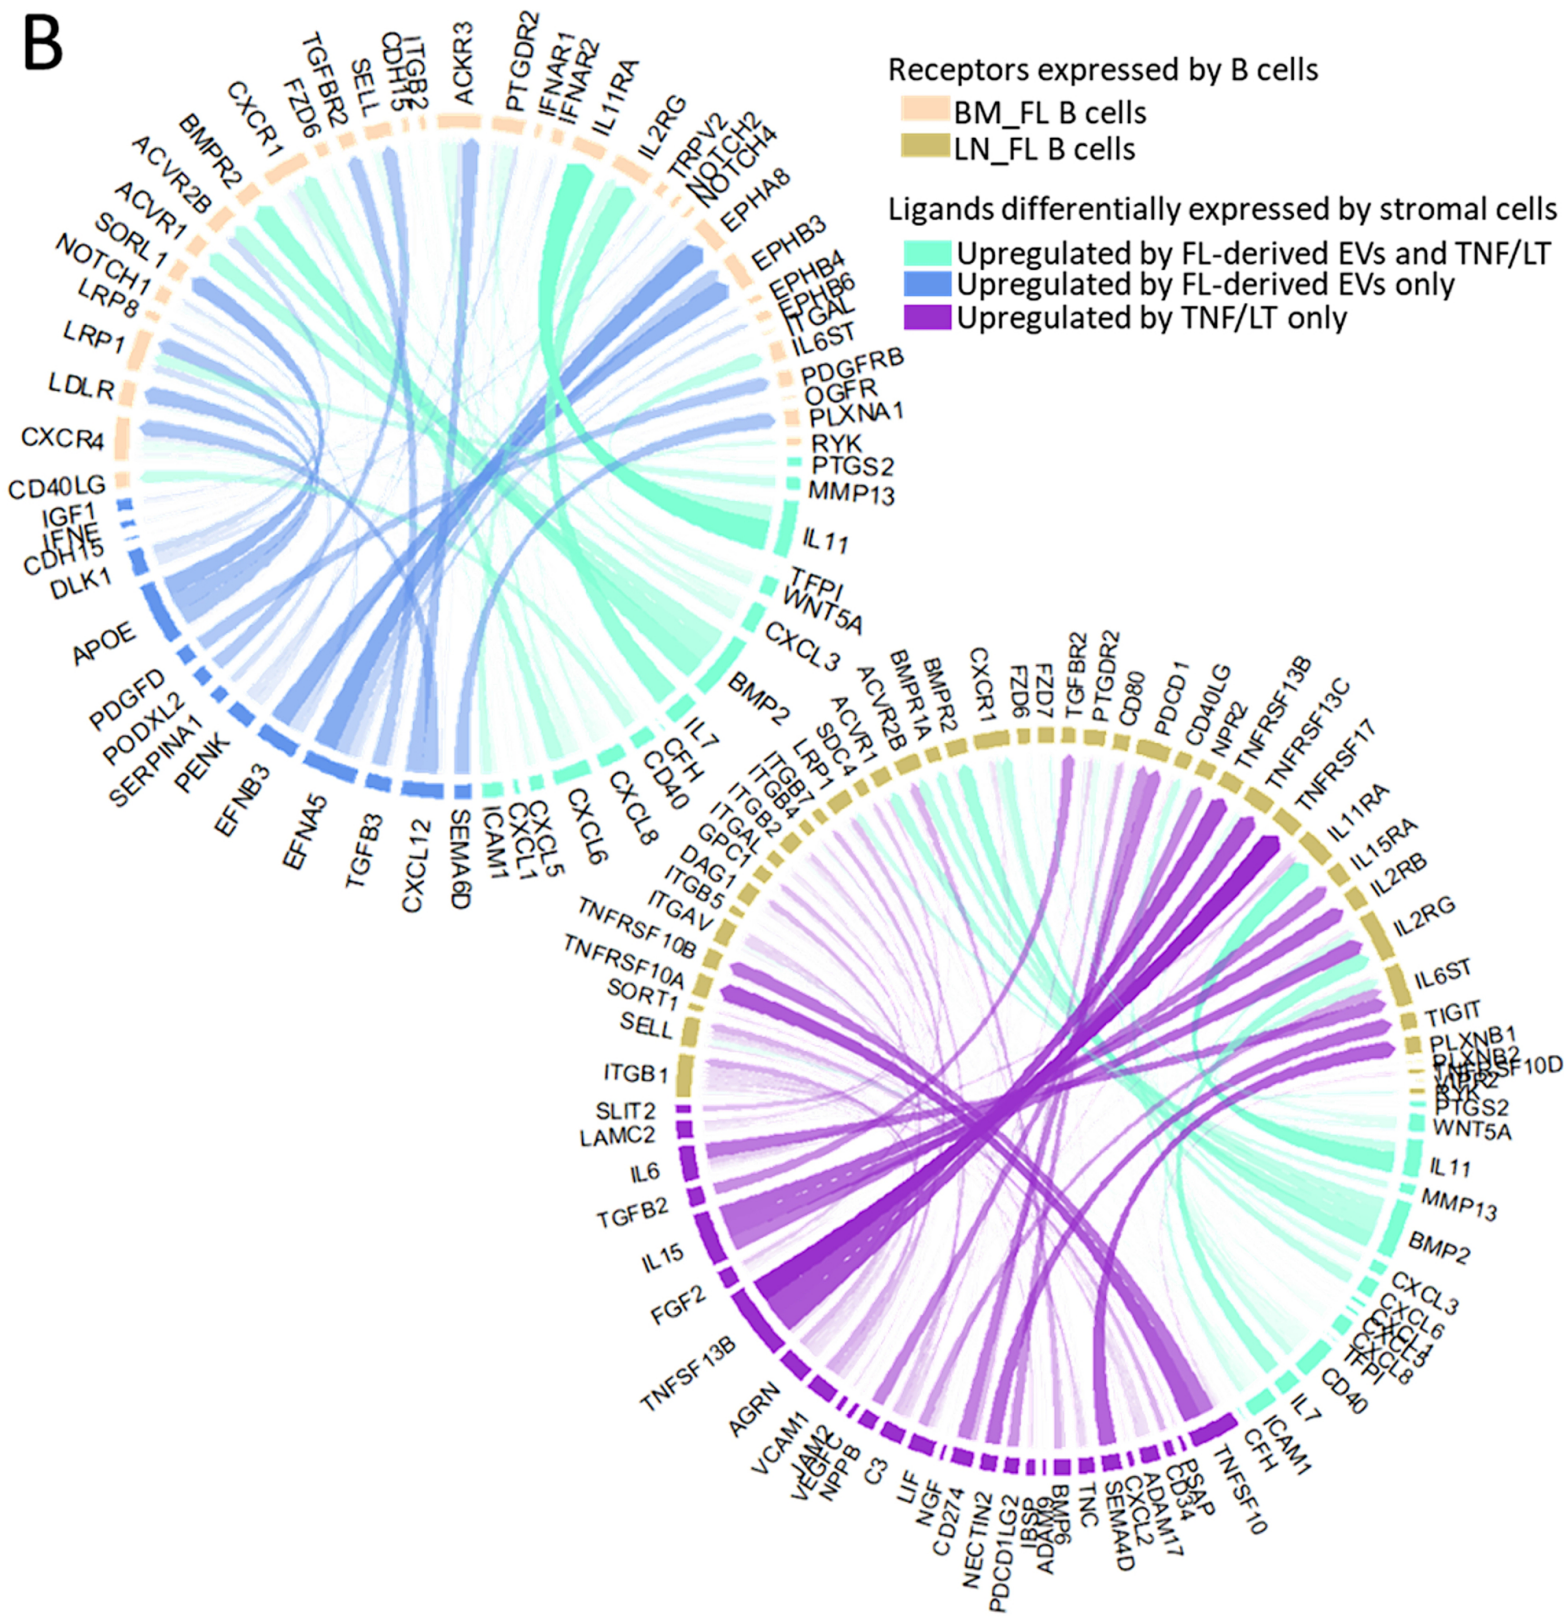 B
Receptors expressed by B cells
BM_FL B cells
LN_FL B cells
Ligands differentially expressed by stromal cells
Upregulated by FL-derived EVs and TNF/LT
Upregulated by FL-derived EVs only
Upregulated by TNF/LT only
CD40LG
CXCR4
LDLR
LRP1
LRP8
NOTCH1
SORL1
ACVR1
ACVR2B
BMPR2
CXCR1
FZD6
TGFBR2
SELL
CDH15
ITGB2
ACKR3
PTGDR2
IFNAR1
IFNAR2
IL11RA
IL2RG
TRPV2
NOTCH2
NOTCH4
EPHA8
EPHB3
EPHB4
EPHB6
ITGAL
IL6ST
PDGFRB
OGFR
PLXNA1
RYK
PTGS2
MMP13
IL11
TFPI
WNT5A
CXCL3
BMP2
IL7
CFH
CD40
CXCL8
CXCL6
CXCL5
CXCL1
ICAM1
SEMA6D
CXCL12
TGFB3
EFNA5
EFNB3
PENK
SERPINA1
PODXL2
PDGFD
APOE
DLK1
CDH15
IFNE
IGF1
ITGB1
SELL
SORT1
TNFRSF10A
TNFRSF10B
ITGAV
ITGB5
DAG1
GPC1
ITGAL
ITGB2
ITGB4
ITGB7
LRP1
SDC4
ACVR1
ACVR2B
BMPR1A
BMPR2
CXCR1
FZD6
FZD7
TGFBR2
PTGDR2
CD80
PDCD1
CD40LG
NPR2
TNFRSF13B
TNFRSF13C
TNFRSF17
IL11RA
IL15RA
IL2RB
IL2RG
IL6ST
TIGIT
PLXNB1
PLXNB2
TNFRSF10D
RYK
PTGS2
WNT5A
IL11
MMP13
BMP2
CXCL3
CXCL6
CXCL1
CXCL5
CXCL8
TFPI
CD40
IL7
ICAM1
CFH
TNFSF10
PSAP
CD34
ADAM17
CXCL2
SEMA4D
TNC
BMP6
ADAM9
IBSP
PDCD1LG2
NECTIN2
CD274
NGF
LIF
C3
NPPB
VEGFC
JAM2
VCAM1
AGRN
TNFSF13B
FGF2
IL15
TGFB2
IL6
LAMC2
SLIT2